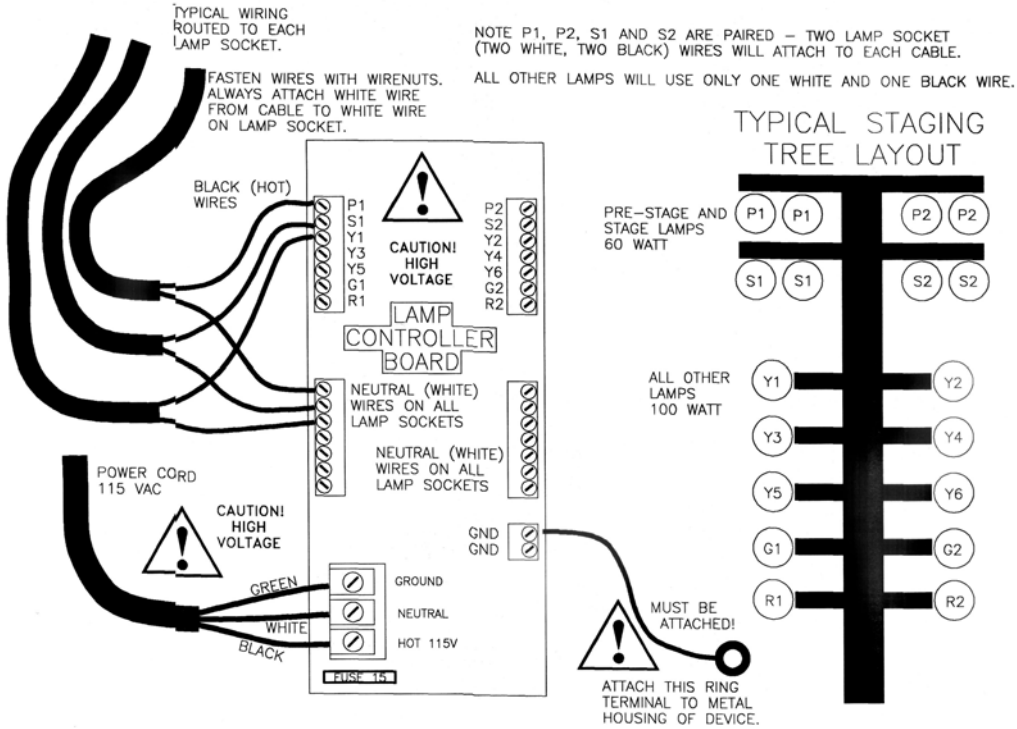 TYPICAL WIRING
ROUTED TO EACH
LAMP SOCKET.
NOTE P1, P2, S1 AND S2 ARE PAIRED – TWO LAMP SOCKET
(TWO WHITE, TWO BLACK) WIRES WILL ATTACH TO EACH CABLE.
ALL OTHER LAMPS WILL USE ONLY ONE WHITE AND ONE BLACK WIRE.
FASTEN WIRES WITH WIRENUTS.
ALWAYS ATTACH WHITE WIRE
FROM CABLE TO WHITE WIRE
ON LAMP SOCKET.
BLACK (HOT)
WIRES
P1
S1
Y1
Y3
Y5
G1
R1
!
CAUTION!
HIGH
VOLTAGE
P2
S2
Y2
Y4
Y6
G2
R2
LAMP
CONTROLLER
BOARD
NEUTRAL (WHITE)
WIRES ON ALL
LAMP SOCKETS
NEUTRAL (WHITE)
WIRES ON ALL
LAMP SOCKETS
GND
GND
POWER CORD
115 VAC
!
CAUTION!
HIGH
VOLTAGE
GREEN
WHITE
BLACK
GROUND
NEUTRAL
HOT 115V
FUSE 15
!
MUST BE
ATTACHED!
ATTACH THIS RING
TERMINAL TO METAL
HOUSING OF DEVICE.
TYPICAL STAGING
TREE LAYOUT
PRE–STAGE AND
STAGE LAMPS
60 WATT
P1 P1 P2 P2
S1 S1 S2 S2
ALL OTHER
LAMPS
100 WATT
Y1 Y2
Y3 Y4
Y5 Y6
G1 G2
R1 R2